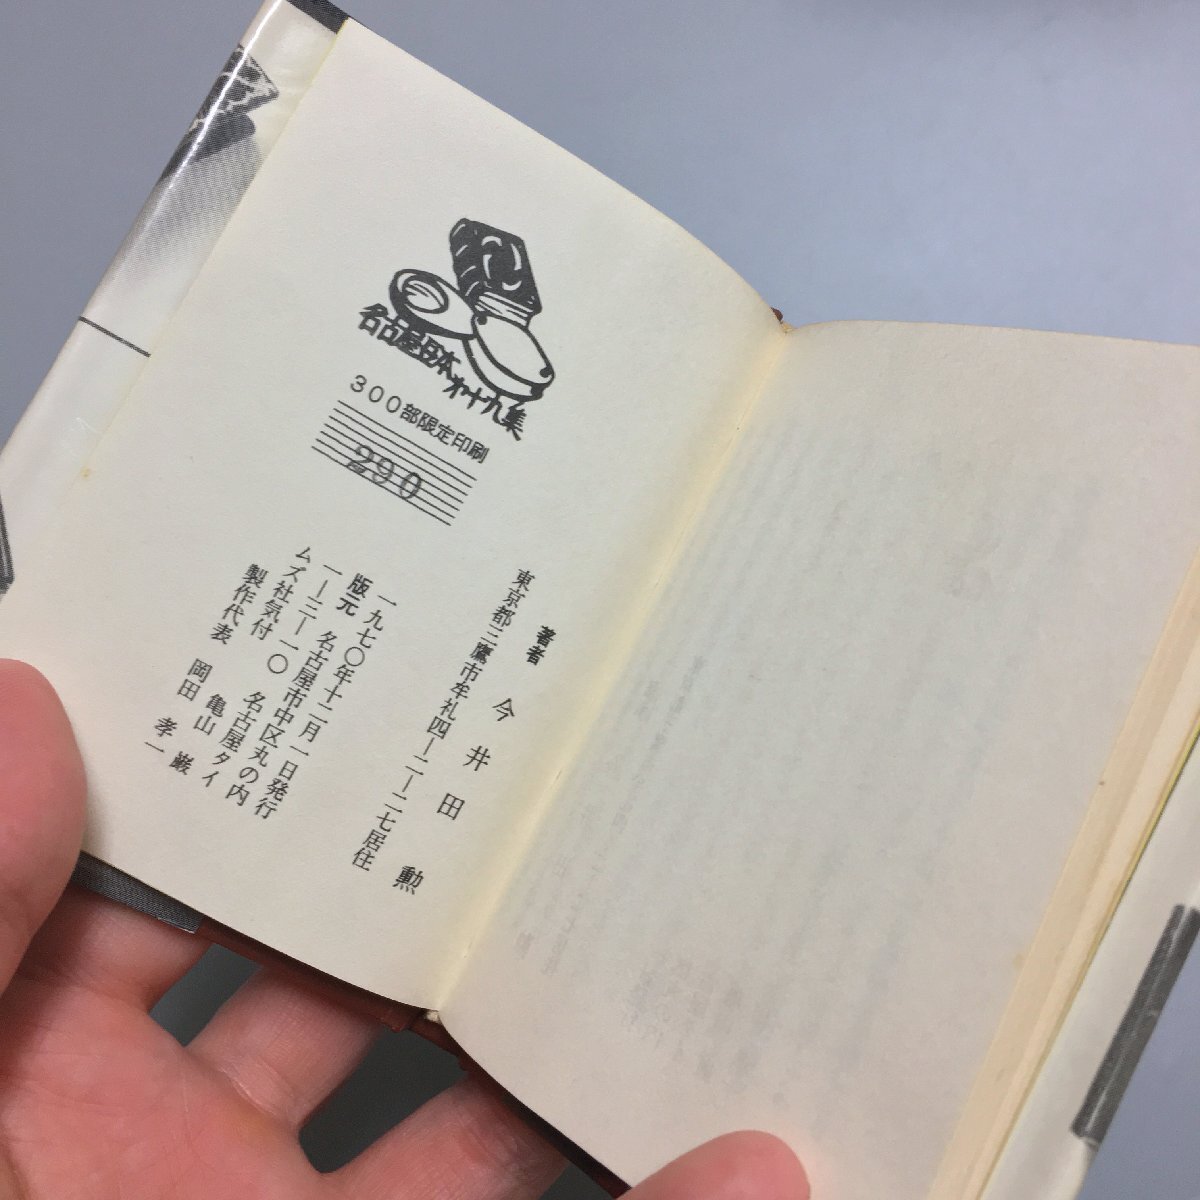 名古屋豆本オ十九集
300部限定印刷
290
著者 今井田 勲
東京都三鷹市牟礼四ー二ー二七居住
一九七〇年十二月一日発行
版元 名古屋市中区丸の内
一ー三ー一〇 名古屋タイ
ムズ社気付 亀山 巌
製作代表 岡田 孝一